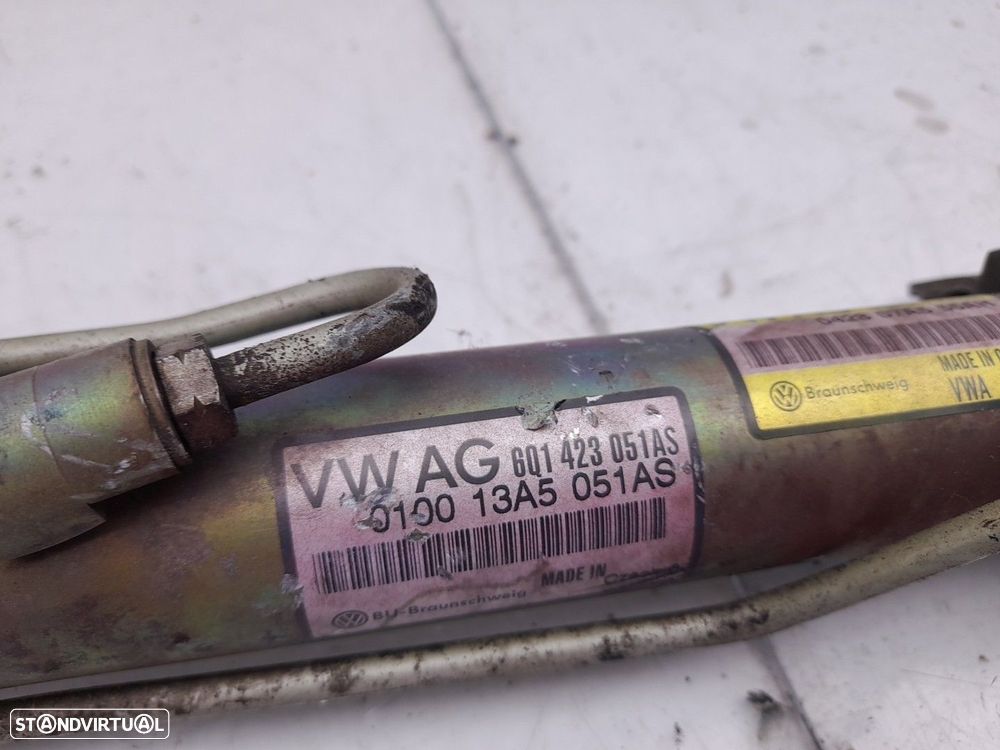 VW AG 6Q1 423 051AS
0100 13A5 051AS
MADE IN
BU-Braunschweig
MADE IN
Braunschweig
VWA
STANDVIRTUAL